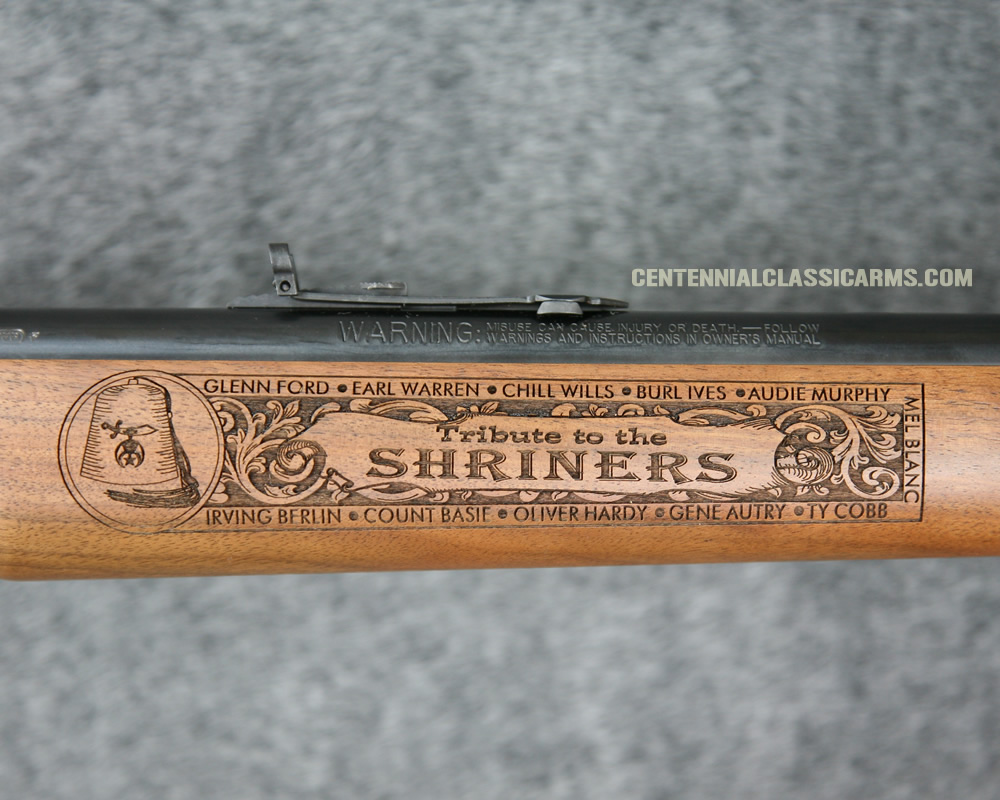 CENTENNIALCLASSICARMS.COM
WARNING: MISUSE CAN CAUSE INJURY OR DEATH.—FOLLOW
WARNINGS AND INSTRUCTIONS IN OWNER'S MANUAL
GLENN FORD • EARL WARREN • CHILL WILLS • BURL IVES • AUDIE MURPHY
MEL BLANC
Tribute to the
SHRINERS
IRVING BERLIN • COUNT BASIE • OLIVER HARDY • GENE AUTRY • TY COBB